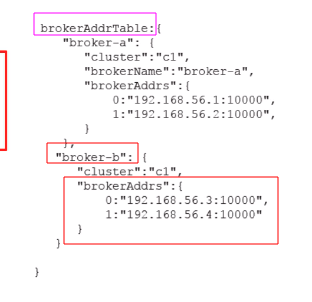 brokerAddrTable:{
"broker-a": {
"cluster":"c1",
"brokerName":"broker-a",
"brokerAddrs":{
0:"192.168.56.1:10000",
1:"192.168.56.2:10000",
}
},
"broker-b": {
"cluster":"c1",
"brokerAddrs":{
0:"192.168.56.3:10000",
1:"192.168.56.4:10000"
}
}
}